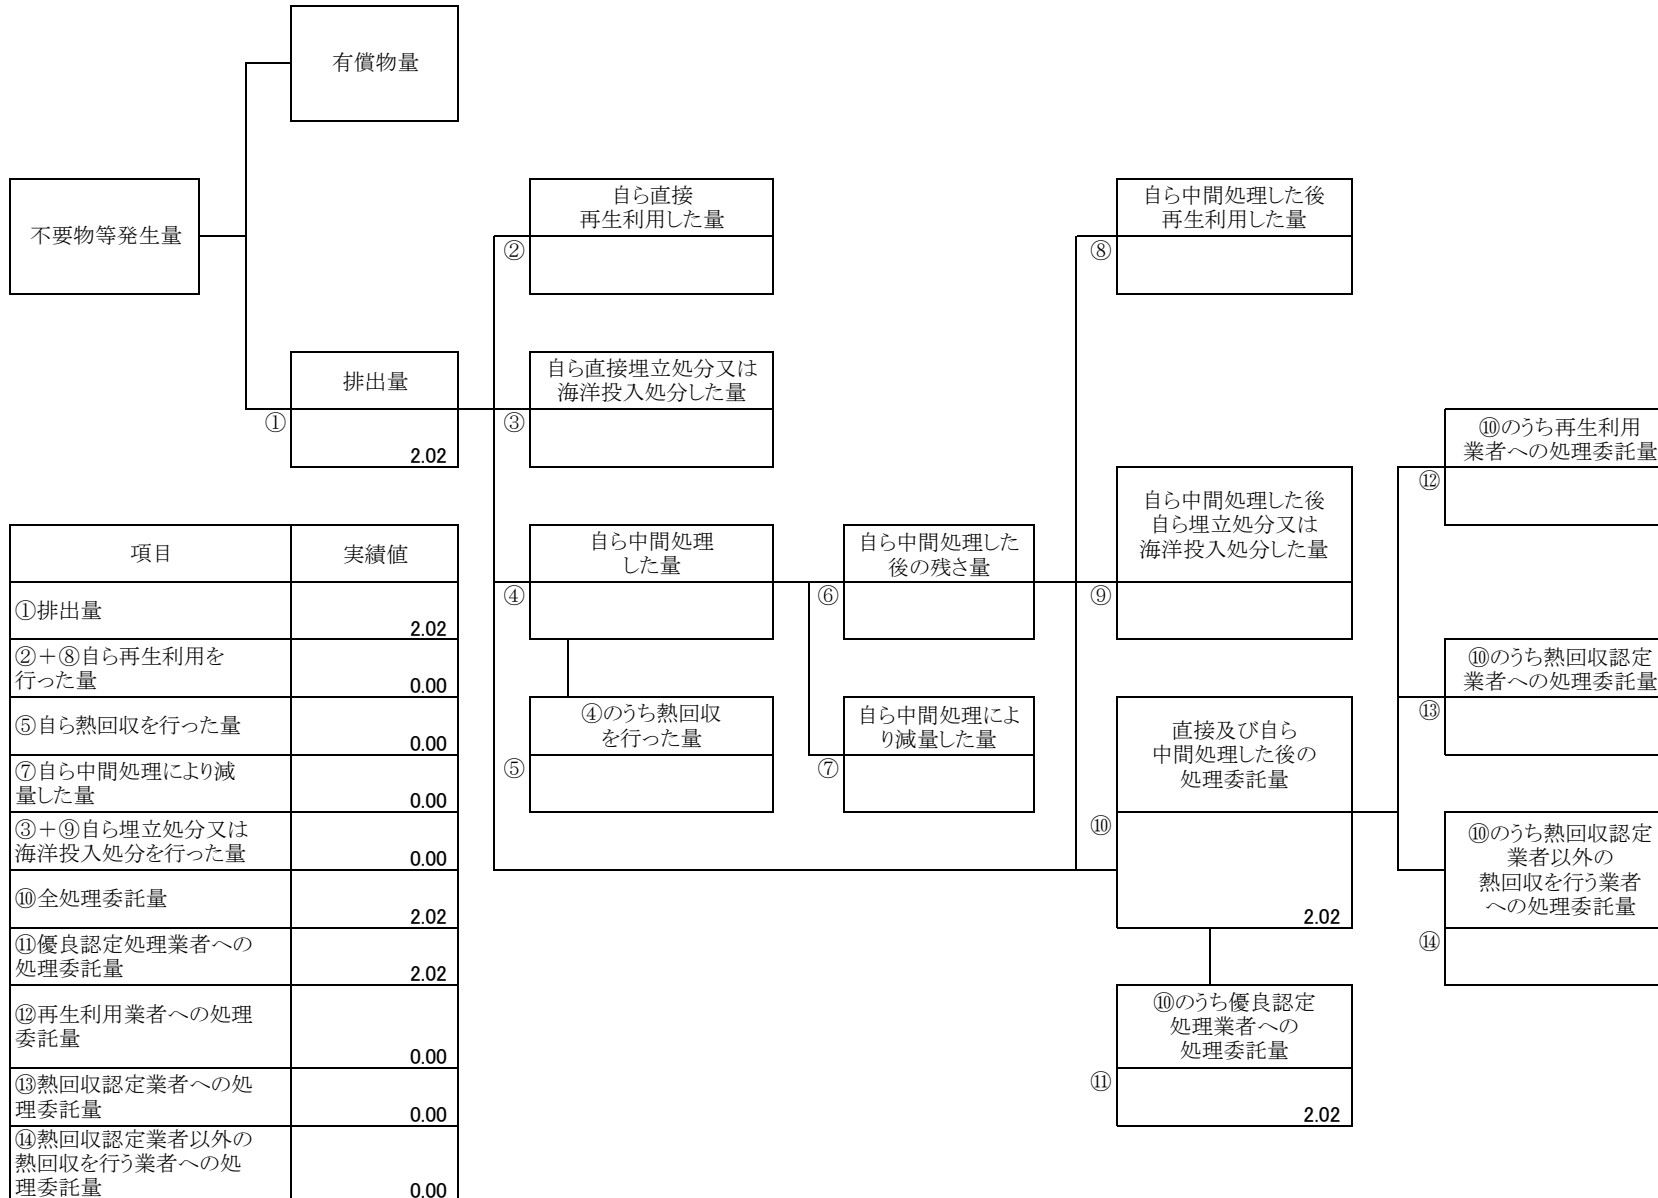 有償物量
不要物等発生量
自ら直接
再生利用した量
②
自ら中間処理した後
再生利用した量
⑧
排出量
①
2.02
自ら直接埋立処分又は
海洋投入処分した量
③
⑩のうち再生利用
業者への処理委託量
⑫
自ら中間処理した後
自ら埋立処分又は
海洋投入処分した量
⑨
自ら中間処理
した量
④
自ら中間処理した
後の残さ量
⑥
④のうち熱回収
を行った量
⑤
自ら中間処理によ
り減量した量
⑦
⑩のうち熱回収認定
業者への処理委託量
⑬
直接及び自ら
中間処理した後の
処理委託量
⑩
2.02
⑩のうち熱回収認定
業者以外の
熱回収を行う業者
への処理委託量
⑭
⑩のうち優良認定
処理業者への
処理委託量
⑪
2.02
項目 実績値
①排出量
2.02
②＋⑧自ら再生利用を
行った量
0.00
⑤自ら熱回収を行った量
0.00
⑦自ら中間処理により減
量した量
0.00
③＋⑨自ら埋立処分又は
海洋投入処分を行った量
0.00
⑩全処理委託量
2.02
⑪優良認定処理業者への
処理委託量
2.02
⑫再生利用業者への処理
委託量
0.00
⑬熱回収認定業者への処
理委託量
0.00
⑭熱回収認定業者以外の
熱回収を行う業者への処
理委託量
0.00